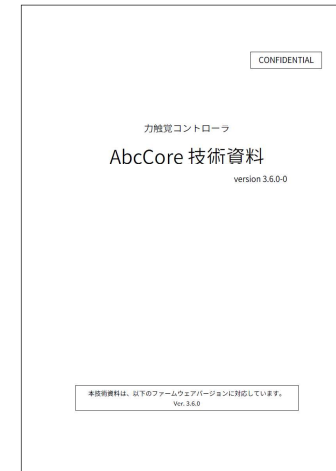 CONFIDENTIAL
力触覚コントローラ
AbcCore 技術資料
version 3.6.0-0
本技術資料は、以下のファームウェアバージョンに対応しています。
Ver. 3.6.0